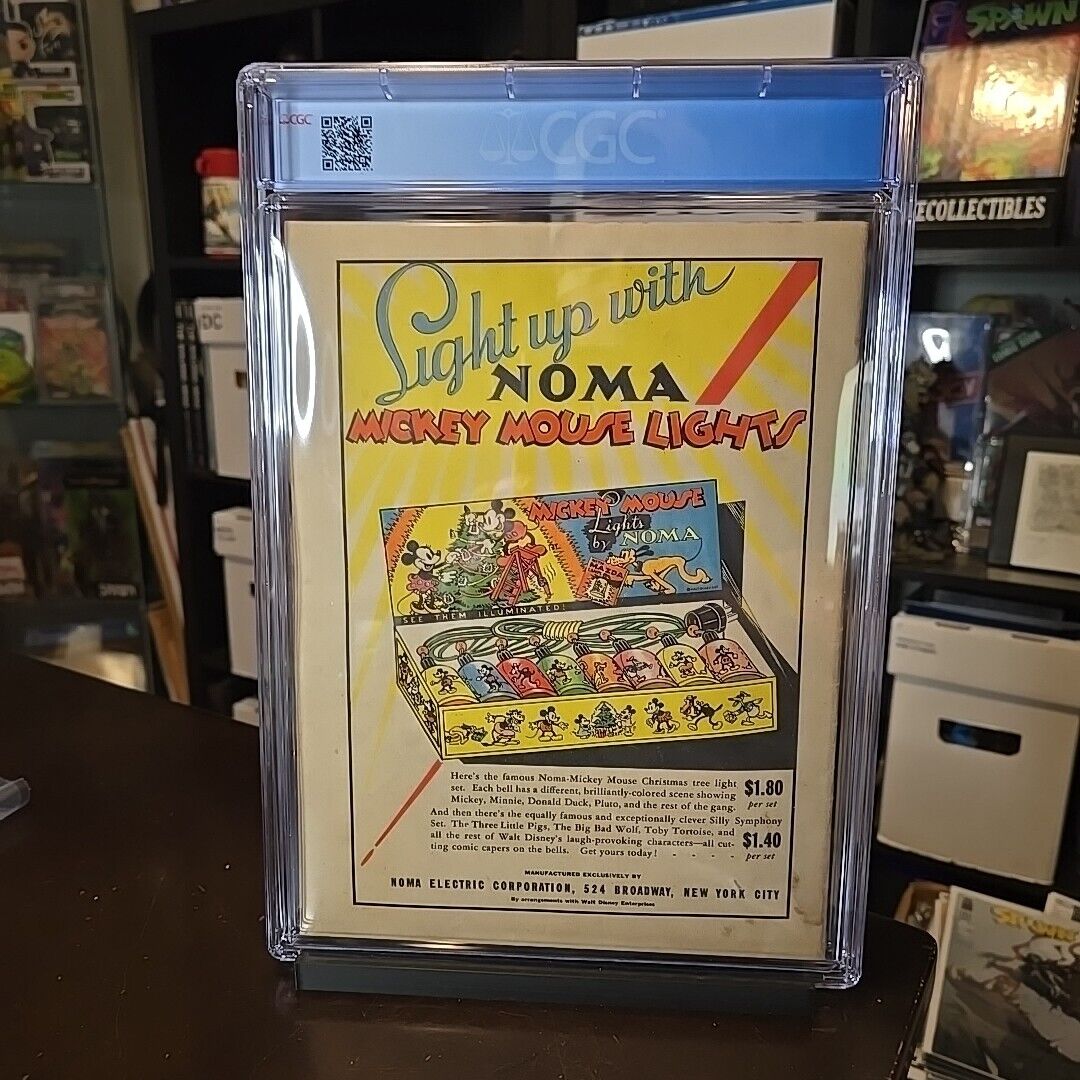 CGC
CGC
SPAWN
ECOLLECTIBLES
DC
Light up with
NOMA
MICKEY MOUSE LIGHTS
MICKEY MOUSE
Lights
by NOMA
SEE THEM ILLUMINATED!
Here's the famous Noma-Mickey Mouse Christmas tree light
set. Each bell has a different, brilliantly-colored scene showing
Mickey, Minnie, Donald Duck, Pluto, and the rest of the gang.
$1.80
per set
And then there's the equally famous and exceptionally clever Silly Symphony
Set. The Three Little Pigs, The Big Bad Wolf, Toby Tortoise, and
all the rest of Walt Disney's laugh-provoking characters—all cut-
ting comic capers on the bells. Get yours today! - - - -
$1.40
per set
MANUFACTURED EXCLUSIVELY BY
NOMA ELECTRIC CORPORATION, 524 BROADWAY, NEW YORK CITY
By arrangements with Walt Disney Enterprises